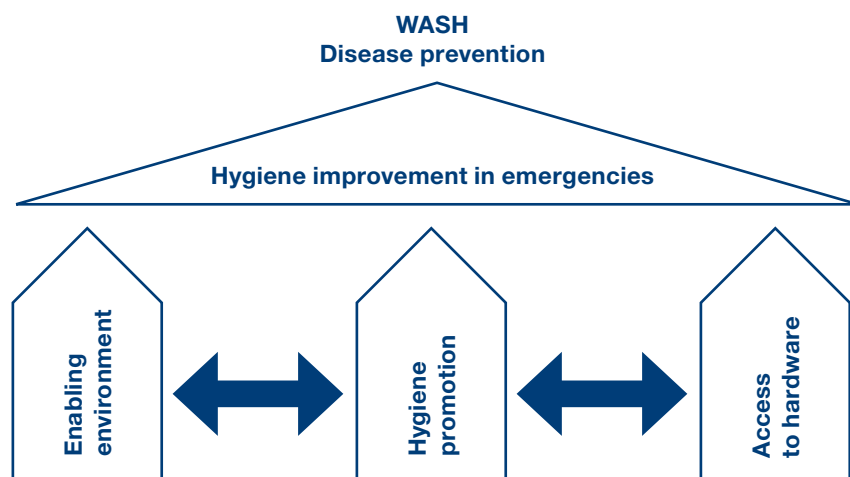 WASH
Disease prevention
Hygiene improvement in emergencies
Enabling
environment
Hygiene
promotion
Access
to hardware